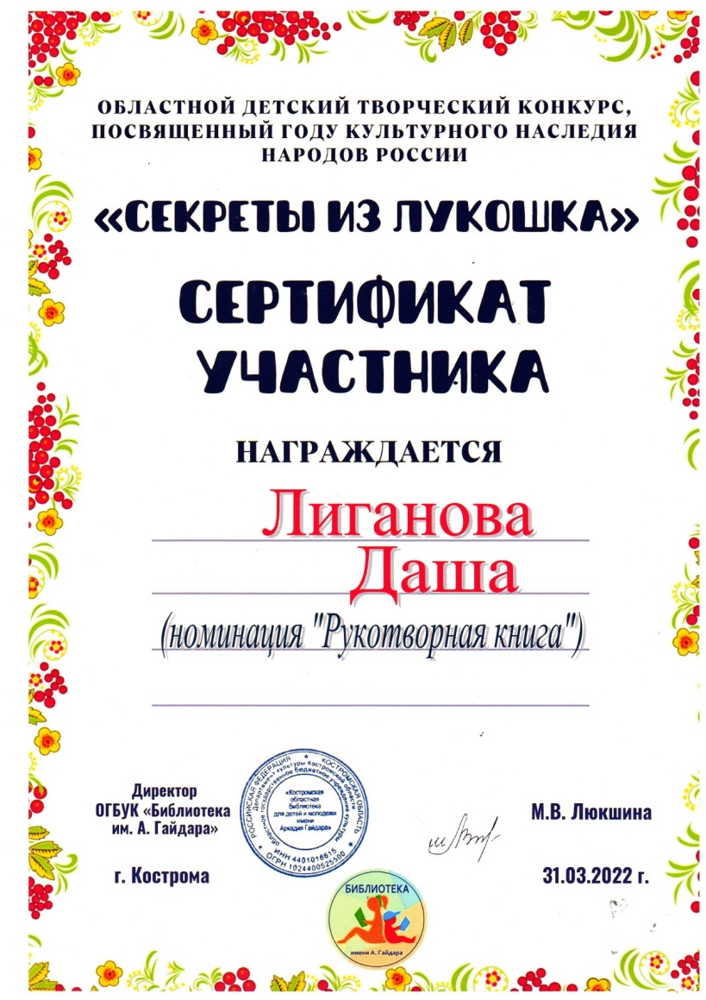 ОБЛАСТНОЙ ДЕТСКИЙ ТВОРЧЕСКИЙ КОНКУРС,
ПОСВЯЩЕННЫЙ ГОДУ КУЛЬТУРНОГО НАСЛЕДИЯ
НАРОДОВ РОССИИ
«СЕКРЕТЫ ИЗ ЛУКОШКА»
СЕРТИФИКАТ
УЧАСТНИКА
НАГРАЖДАЕТСЯ
Лиганова
Даша
(номинация "Рукотворная книга")
Директор
ОГБУК «Библиотека
им. А. Гайдара»
г. Кострома
РОССИЙСКАЯ ФЕДЕРАЦИЯ * КОСТРОМСКАЯ ОБЛАСТЬ *
Департамент культуры Костромской области
областное государственное бюджетное учреждение культуры
«Костромская
областная
библиотека
для детей и молодежи
имени
Аркадия Гайдара»
ИНН 4401016615
ОГРН 1024400525500
М.В. Люкшина
31.03.2022 г.
БИБЛИОТЕКА
имени А. Гайдара